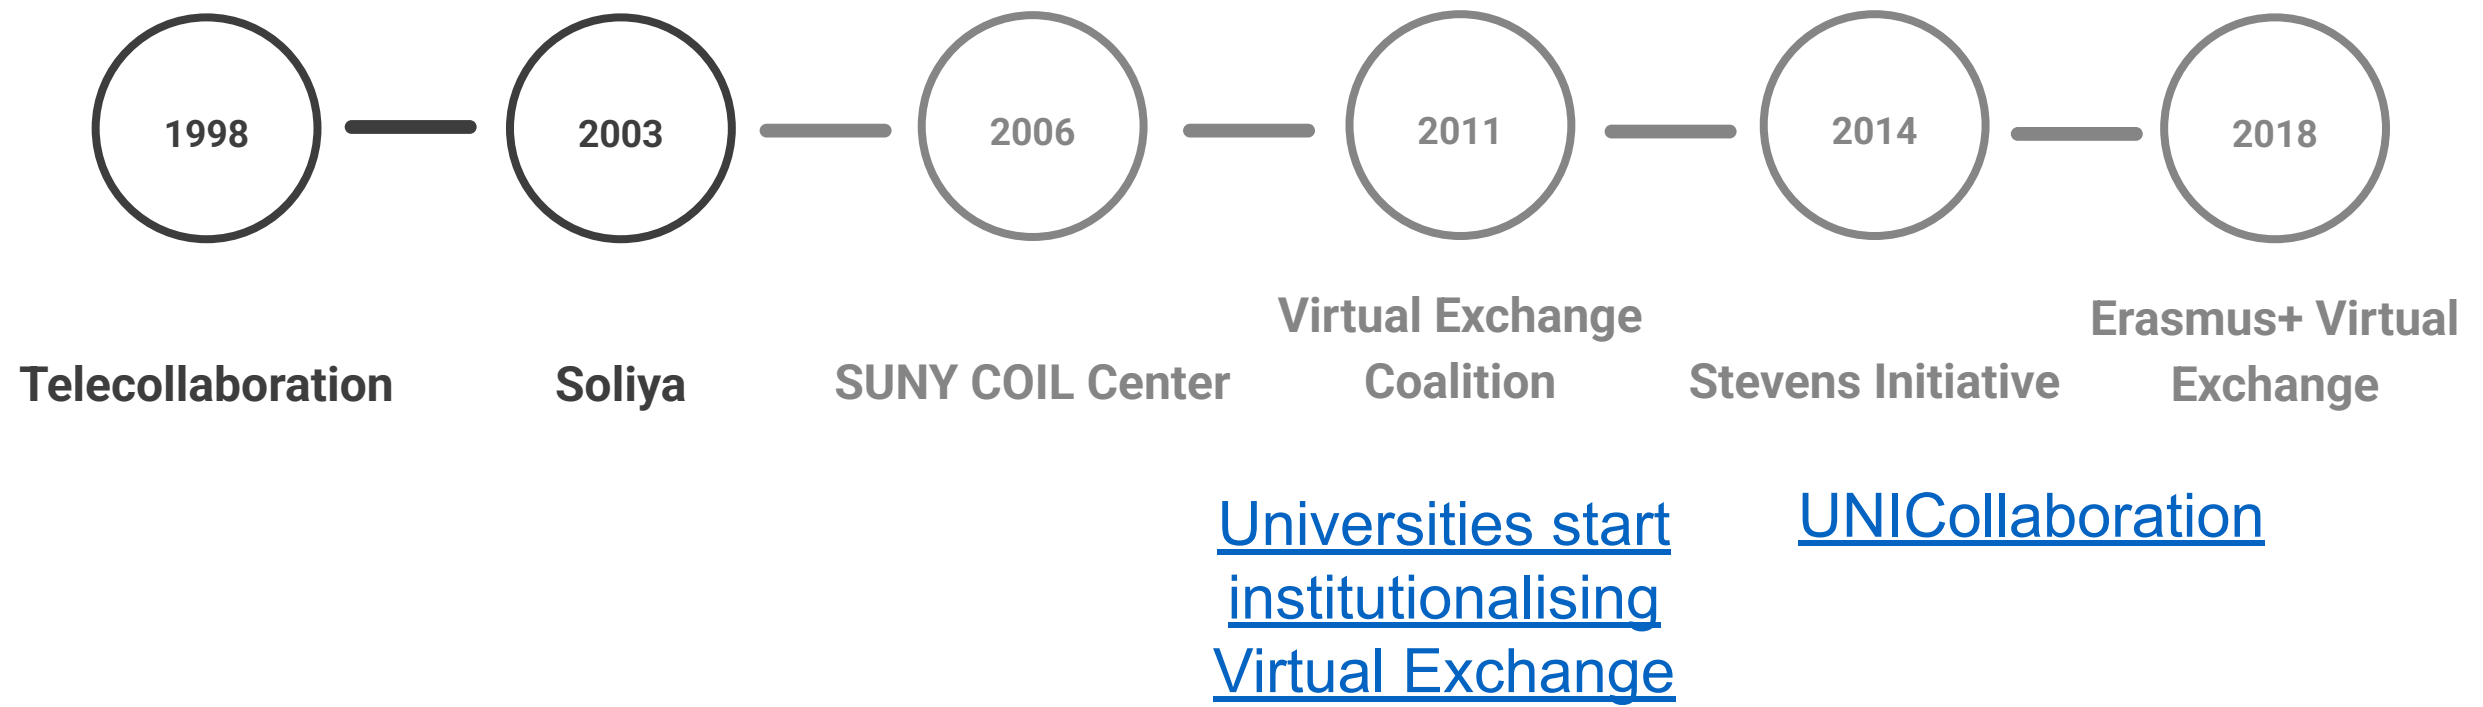 1998
2003
2006
2011
2014
2018
Telecollaboration
Soliya
SUNY COIL Center
Virtual Exchange
Coalition
Stevens Initiative
Erasmus+ Virtual
Exchange
Universities start
institutionalising
Virtual Exchange
UNICollaboration